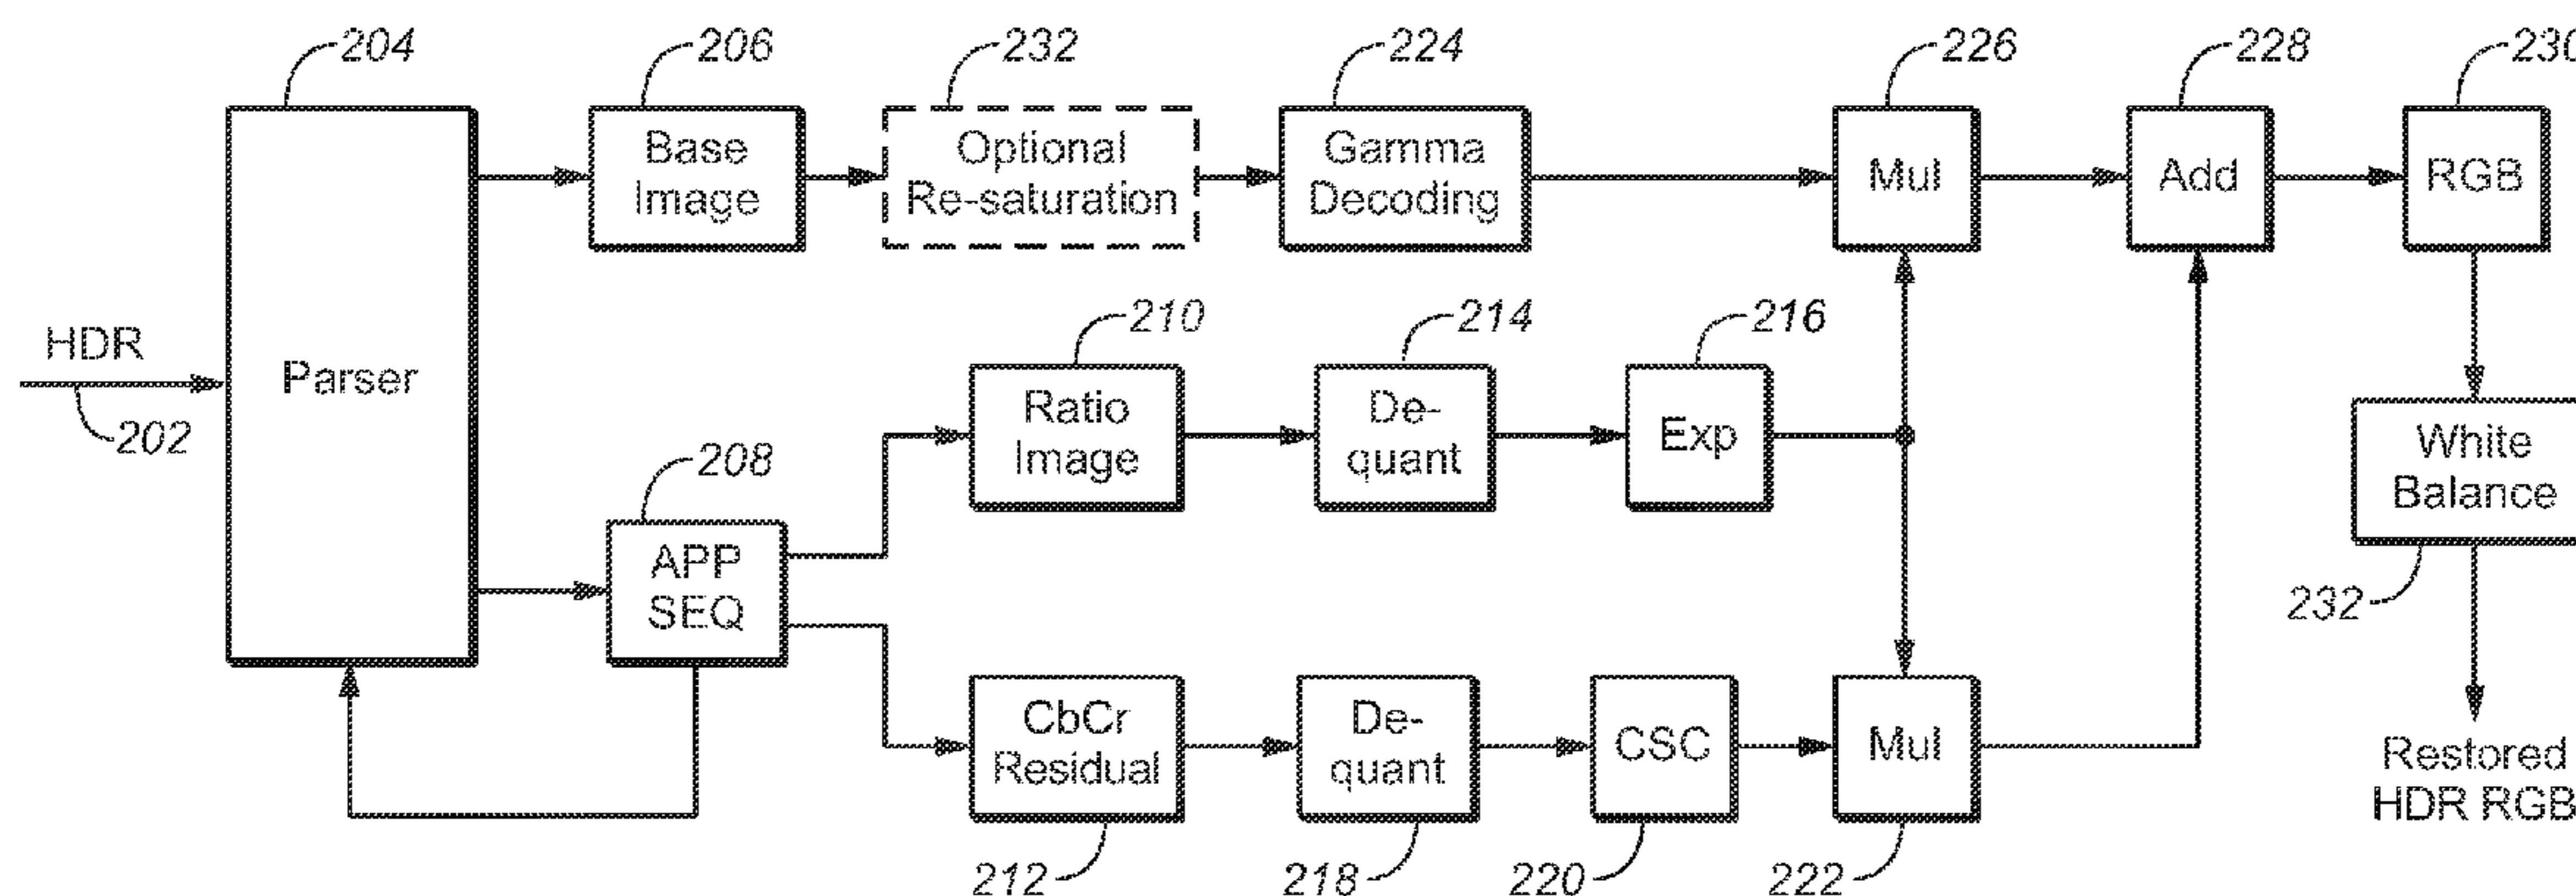 204
206
232
224
226
228
230
Base
Image
Optional
Re-saturation
Gamma
Decoding
Mul
Add
RGB
HDR
202
Parser
210
214
216
Ratio
Image
De-
quant
Exp
White
Balance
232
208
APP
SEQ
CbCr
Residual
De-
quant
CSC
Mul
Restored
HDR RGB
212
218
220
222